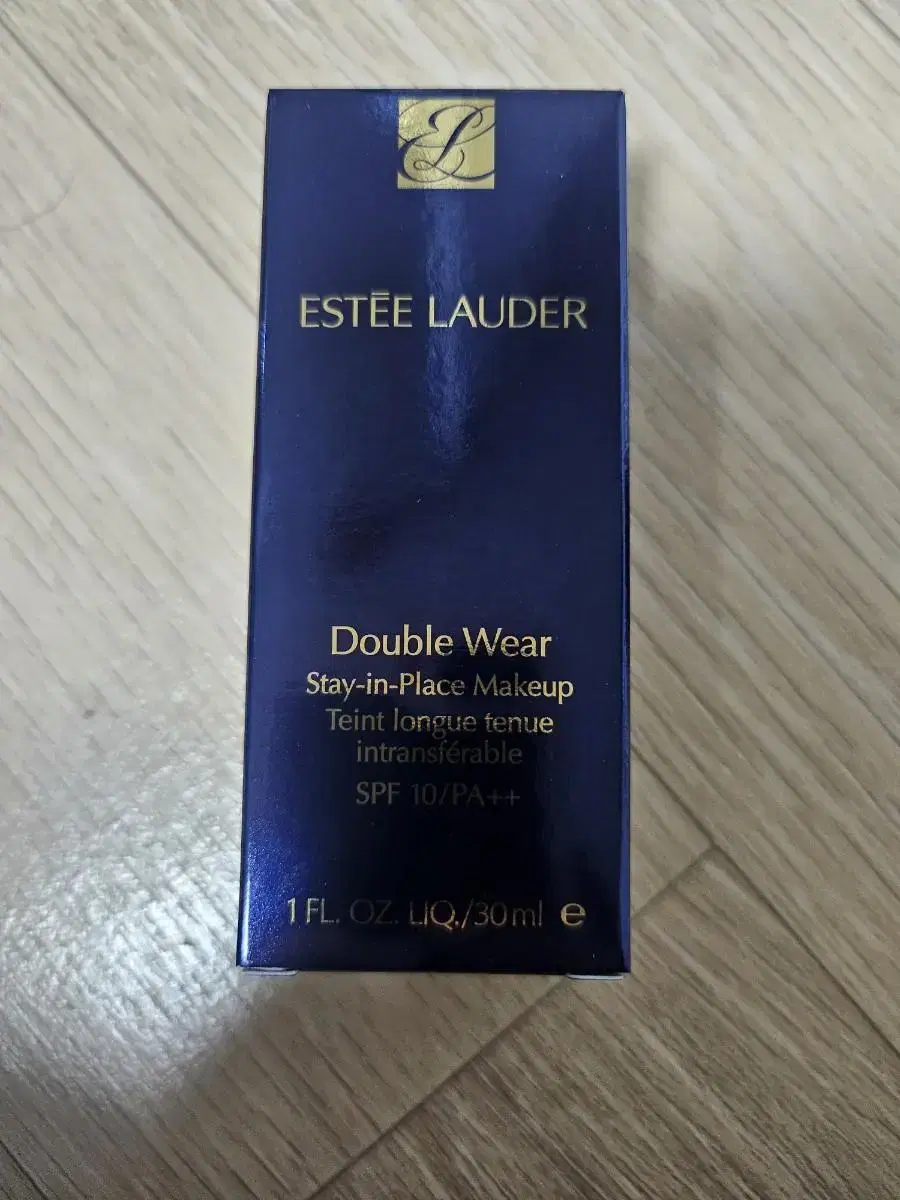 EL
ESTĒE LAUDER
Double Wear
Stay-in-Place Makeup
Teint longue tenue
intransférable
SPF 10/PA++
1 FL. OZ. LIQ./30ml ℮